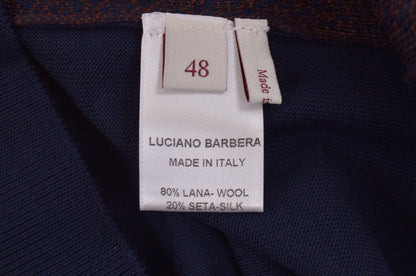 48
Made
LUCIANO BARBERA
MADE IN ITALY
80% LANA- WOOL
20% SETA-SILK